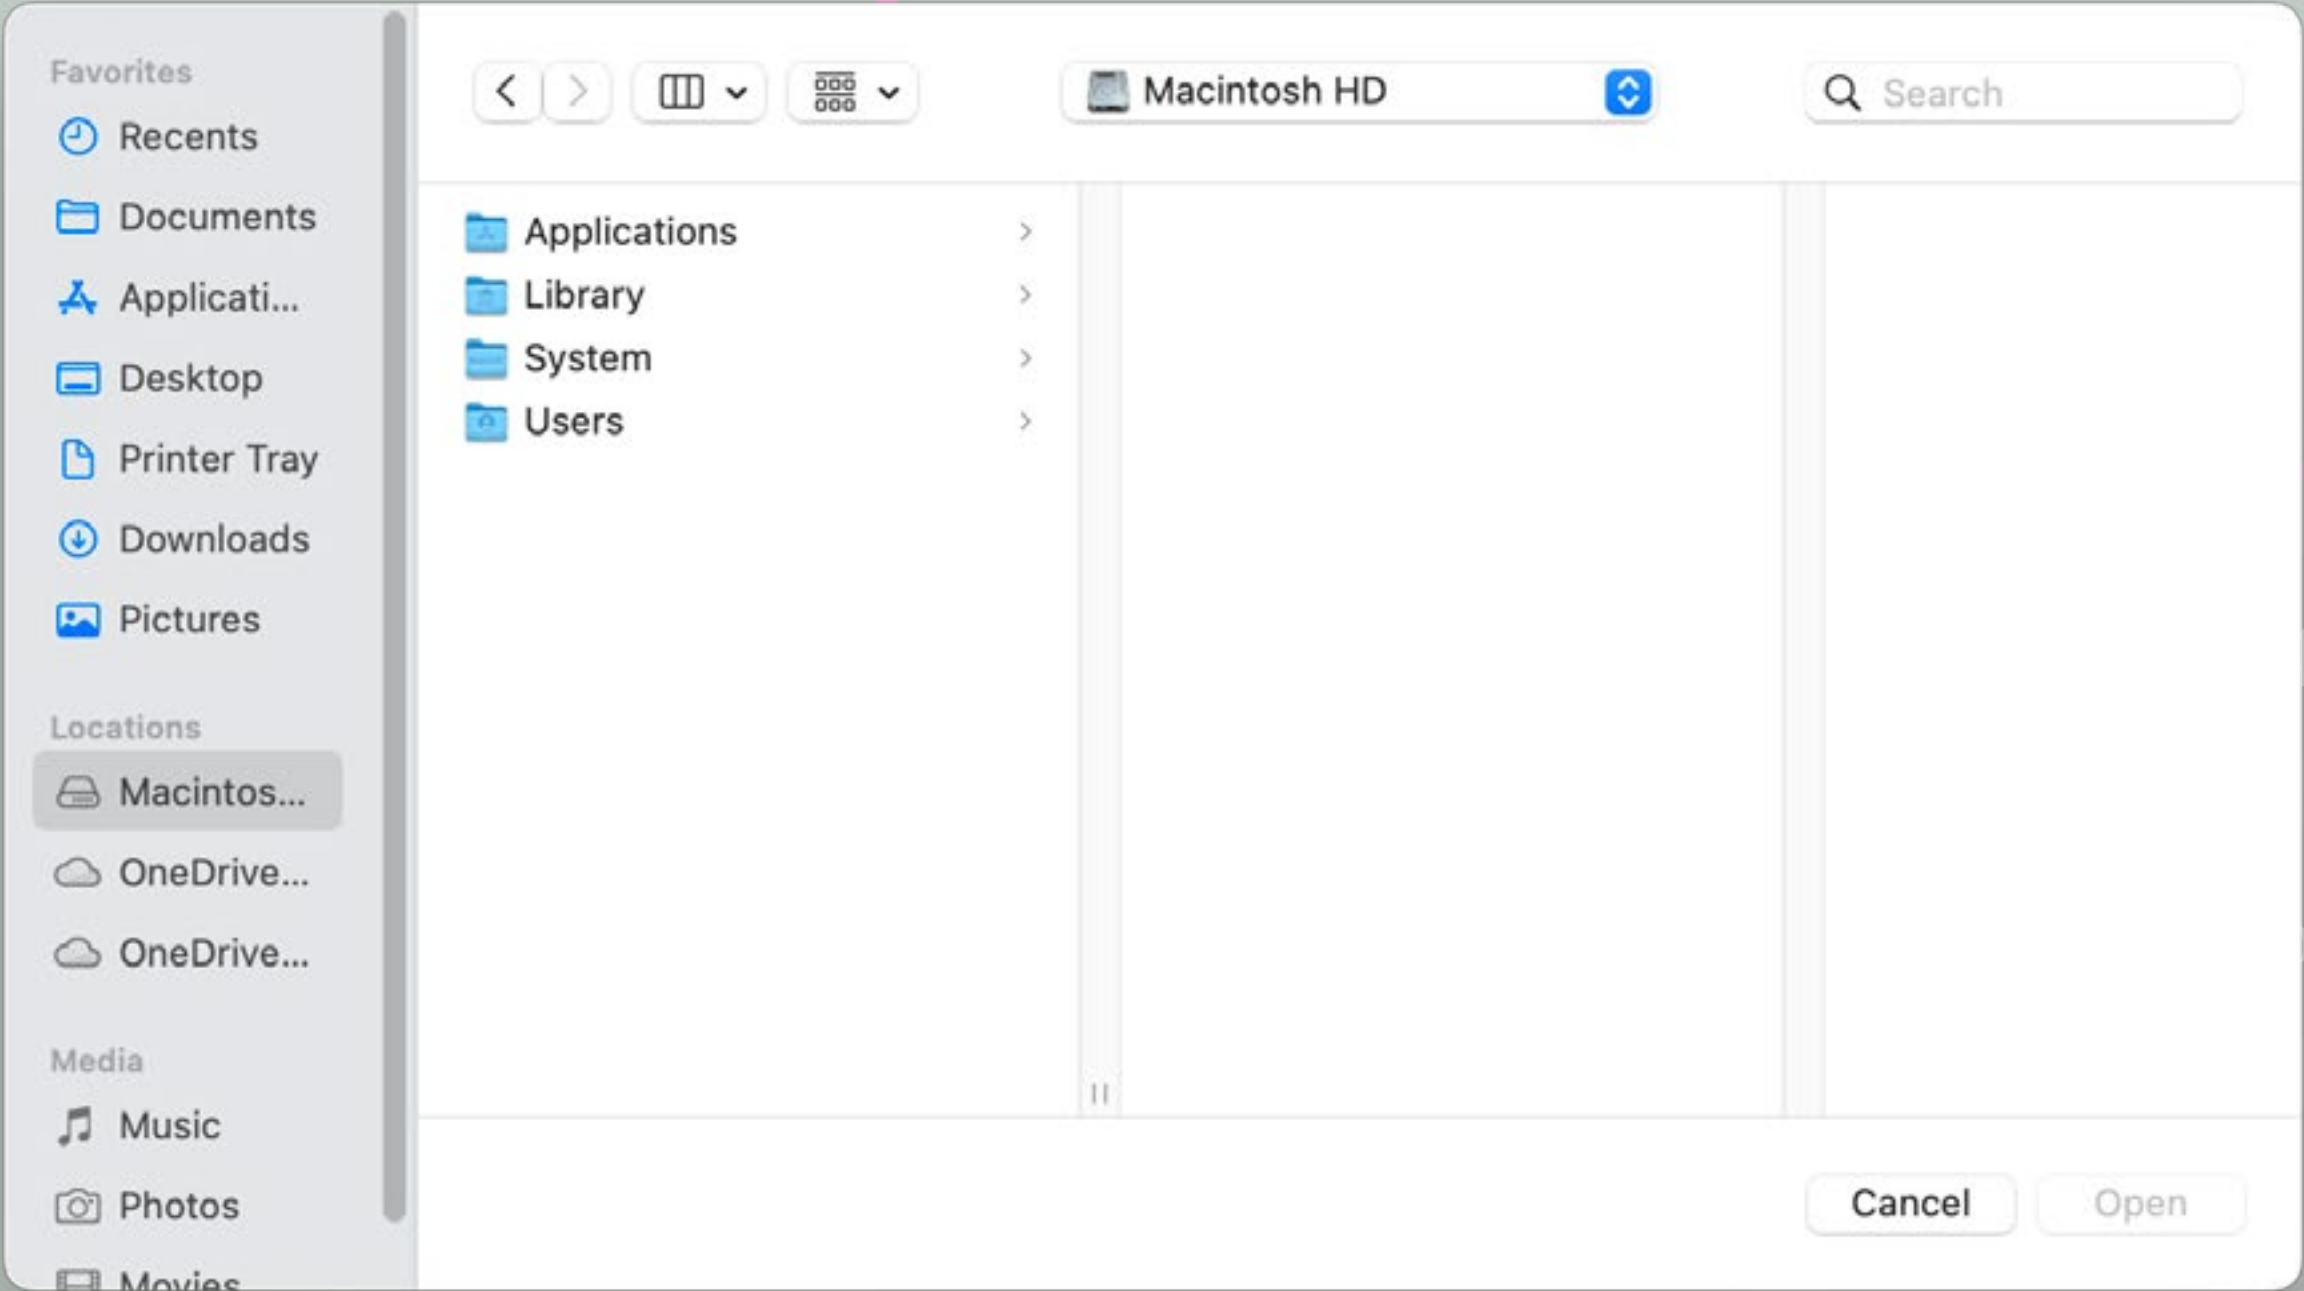 Favorites
Recents
Documents
Applicati...
Desktop
Printer Tray
Downloads
Pictures
Locations
Macintos...
OneDrive...
OneDrive...
Media
Music
Photos
Movies
Macintosh HD
Search
Applications
Library
System
Users
Cancel
Open